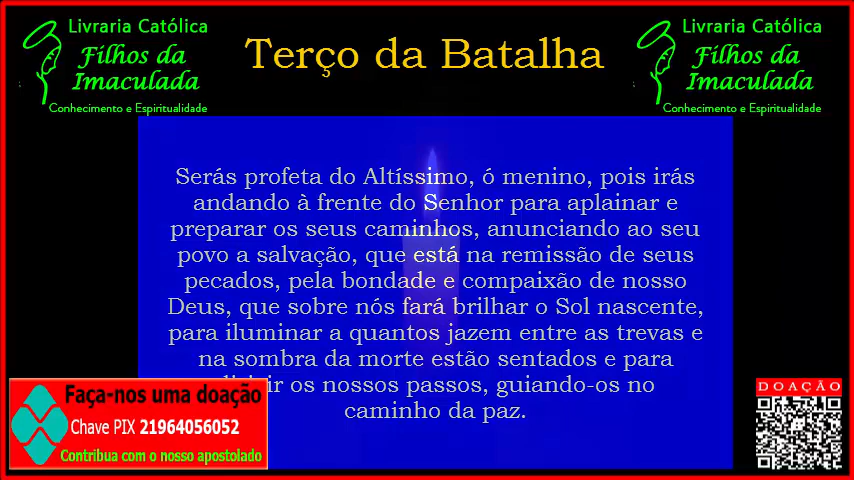 Livraria Católica
Filhos da
Imaculada
Conhecimento e Espiritualidade
Terço da Batalha
Livraria Católica
Filhos da
Imaculada
Conhecimento e Espiritualidade
Serás profeta do Altíssimo, ó menino, pois irás
andando à frente do Senhor para aplainar e
preparar os seus caminhos, anunciando ao seu
povo a salvação, que está na remissão de seus
pecados, pela bondade e compaixão de nosso
Deus, que sobre nós fará brilhar o Sol nascente,
para iluminar a quantos jazem entre as trevas e
na sombra da morte estão sentados e para
os nossos passos, guiando-os no
caminho da paz.
Faça-nos uma doação
Chave PIX 21964056052
Contribua com o nosso apostolado
DOAÇÃO